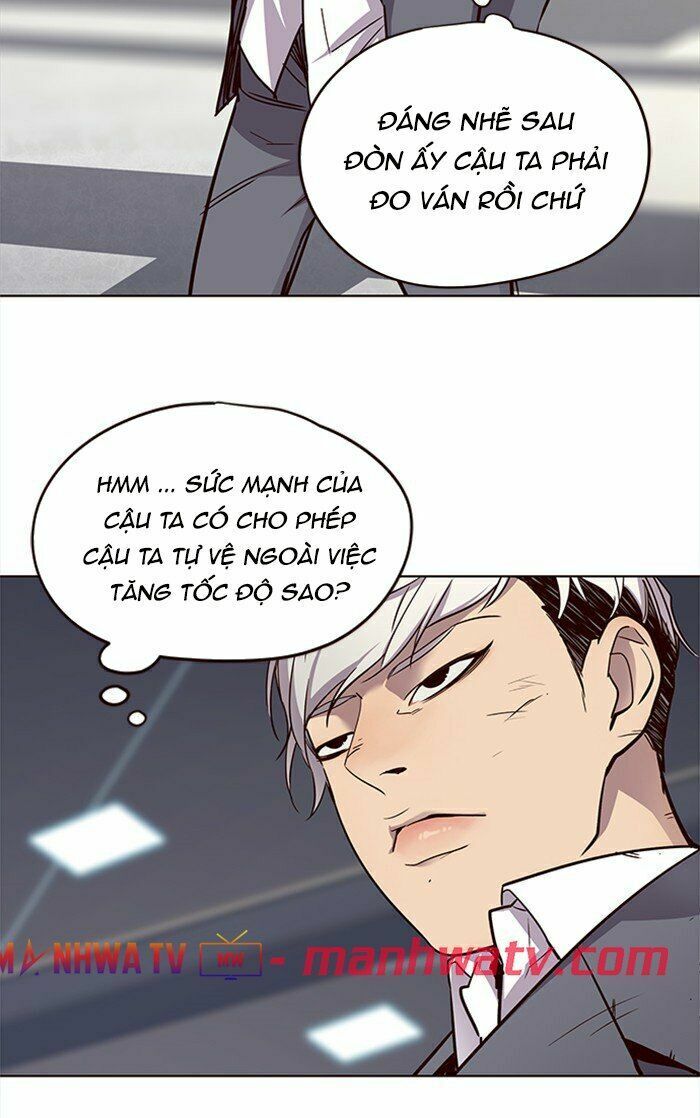 ĐÁNG NHẼ SAU
ĐÒN ẤY CẬU TA PHẢI
ĐO VÁN RỒI CHỨ
HMM ... SỨC MẠNH CỦA
CẬU TA CÓ CHO PHÉP
CẬU TA TỰ VỆ NGOÀI VIỆC
TĂNG TỐC ĐỘ SAO?
MANHWA TV MW - manhwatv.com